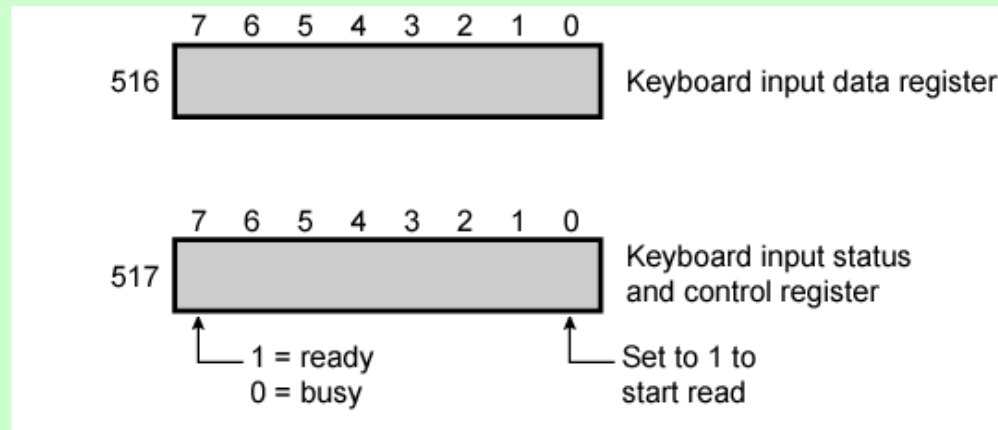 7 6 5 4 3 2 1 0
516 Keyboard input data register
7 6 5 4 3 2 1 0
517 Keyboard input status
and control register
1 = ready
0 = busy
Set to 1 to
start read